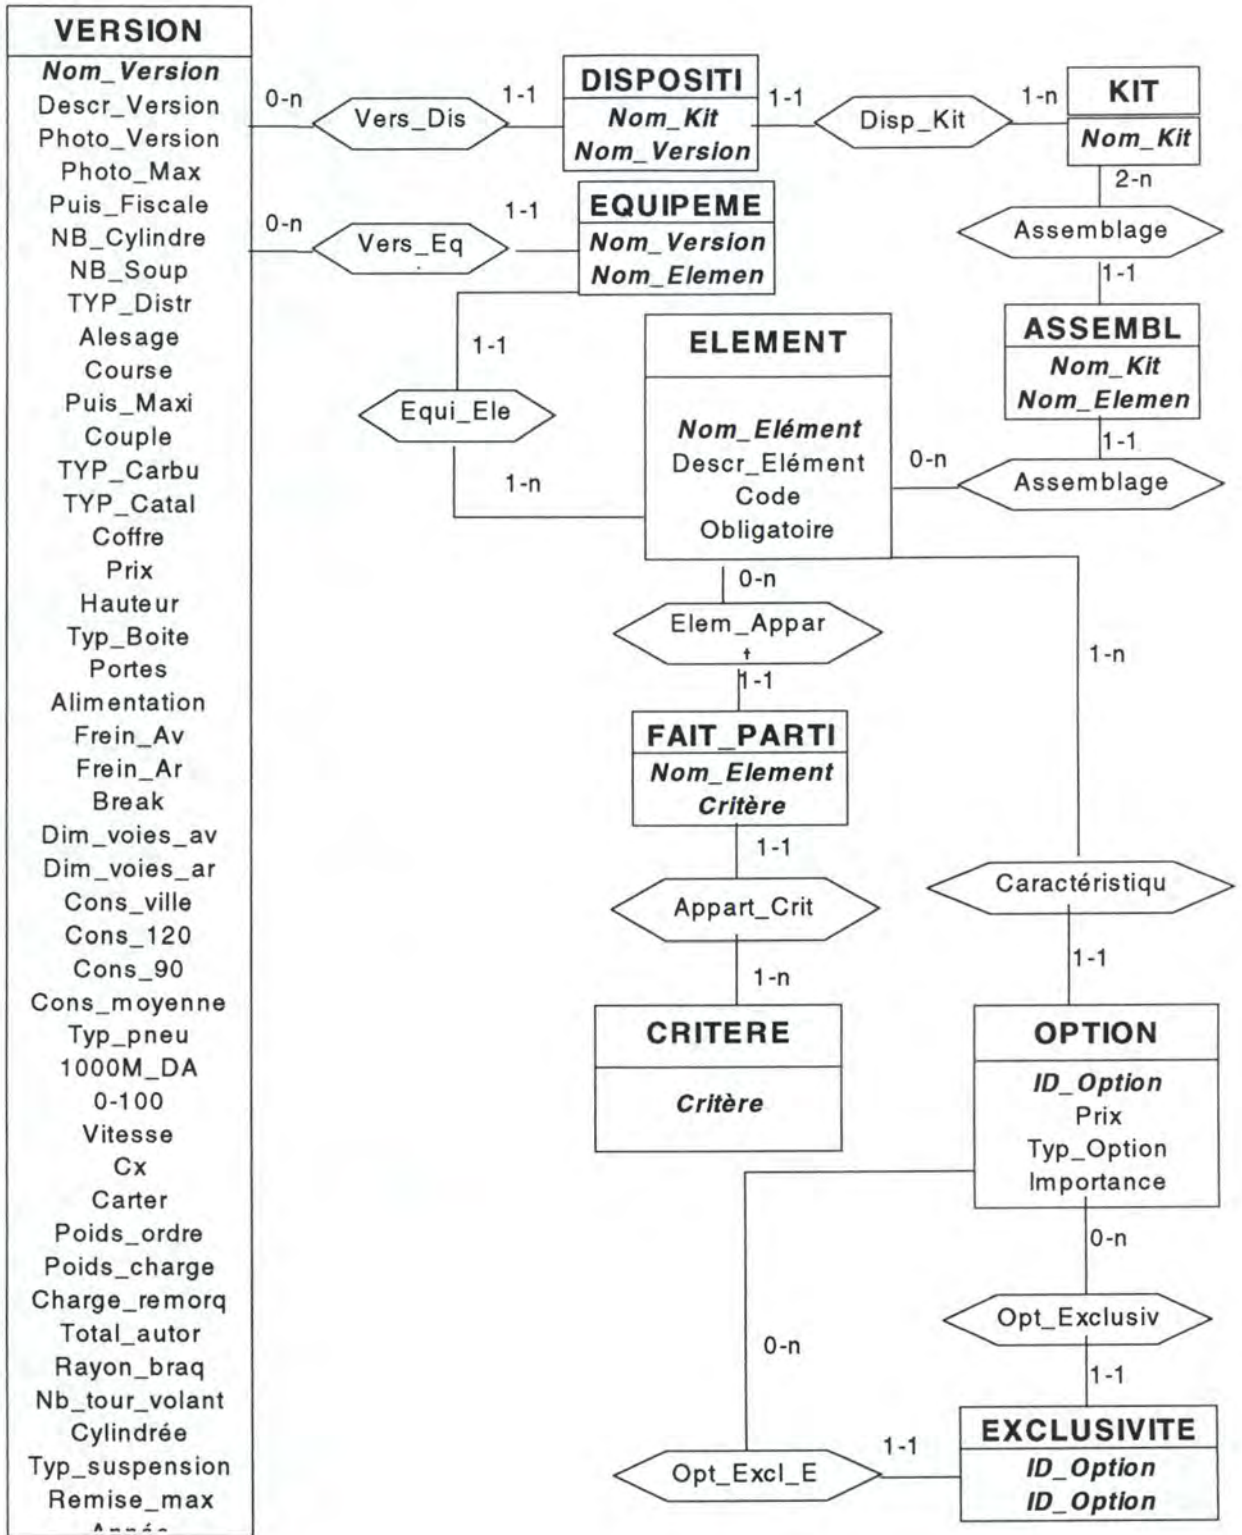 VERSION
Nom_Version
Descr_Version
Photo_Version
Photo_Max
Puis_Fiscale
NB_Cylindre
NB_Soup
TYP_Distr
Alesage
Course
Puis_Maxi
Couple
TYP_Carbu
TYP_Catal
Coffre
Prix
Hauteur
Typ_Boite
Portes
Alimentation
Frein_Av
Frein_Ar
Break
Dim_voies_av
Dim_voies_ar
Cons_ville
Cons_120
Cons_90
Cons_moyenne
Typ_pneu
1000M_DA
0-100
Vitesse
Cx
Carter
Poids_ordre
Poids_charge
Charge_remorq
Total_autor
Rayon_braq
Nb_tour_volant
Cylindrée
Typ_suspension
Remise_max
0-n
Vers_Dis
1-1
DISPOSITI
Nom_Kit
Nom_Version
1-1
Disp_Kit
1-n
KIT
Nom_Kit
2-n
Assemblage
1-1
ASSEMBL
Nom_Kit
Nom_Elemen
1-1
Assemblage
0-n
0-n
Vers_Eq
1-1
EQUIPEME
Nom_Version
Nom_Elemen
1-1
Equi_Ele
1-n
ELEMENT
Nom_Elément
Descr_Elément
Code
Obligatoire
0-n
Elem_Appar
t
1-1
FAIT_PARTI
Nom_Element
Critère
1-1
Appart_Crit
1-n
CRITERE
Critère
1-n
Caractéristiqu
1-1
OPTION
ID_Option
Prix
Typ_Option
Importance
0-n
Opt_Exclusiv
1-1
EXCLUSIVITE
ID_Option
ID_Option
0-n
Opt_Excl_E
1-1